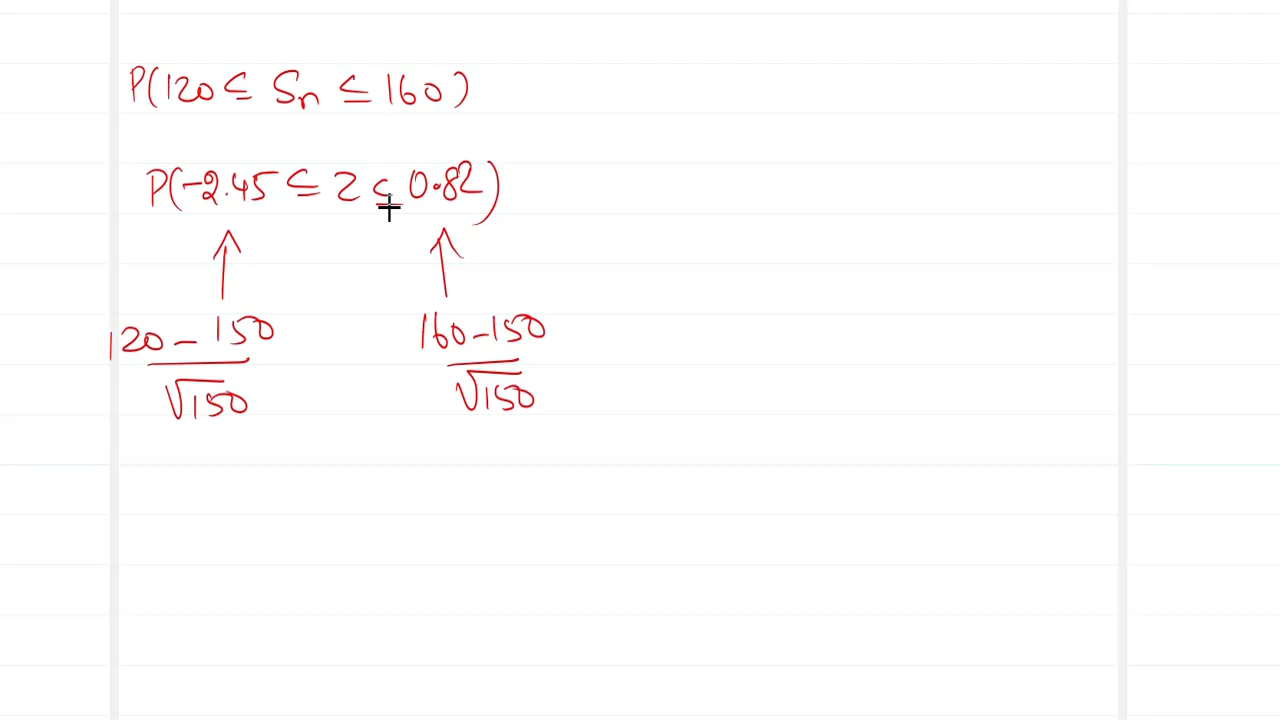 P(120 ≤ Sn ≤ 160)
P(-2.45 ≤ Z ≤ 0.82)
120 - 150 160 - 150
√150 √150